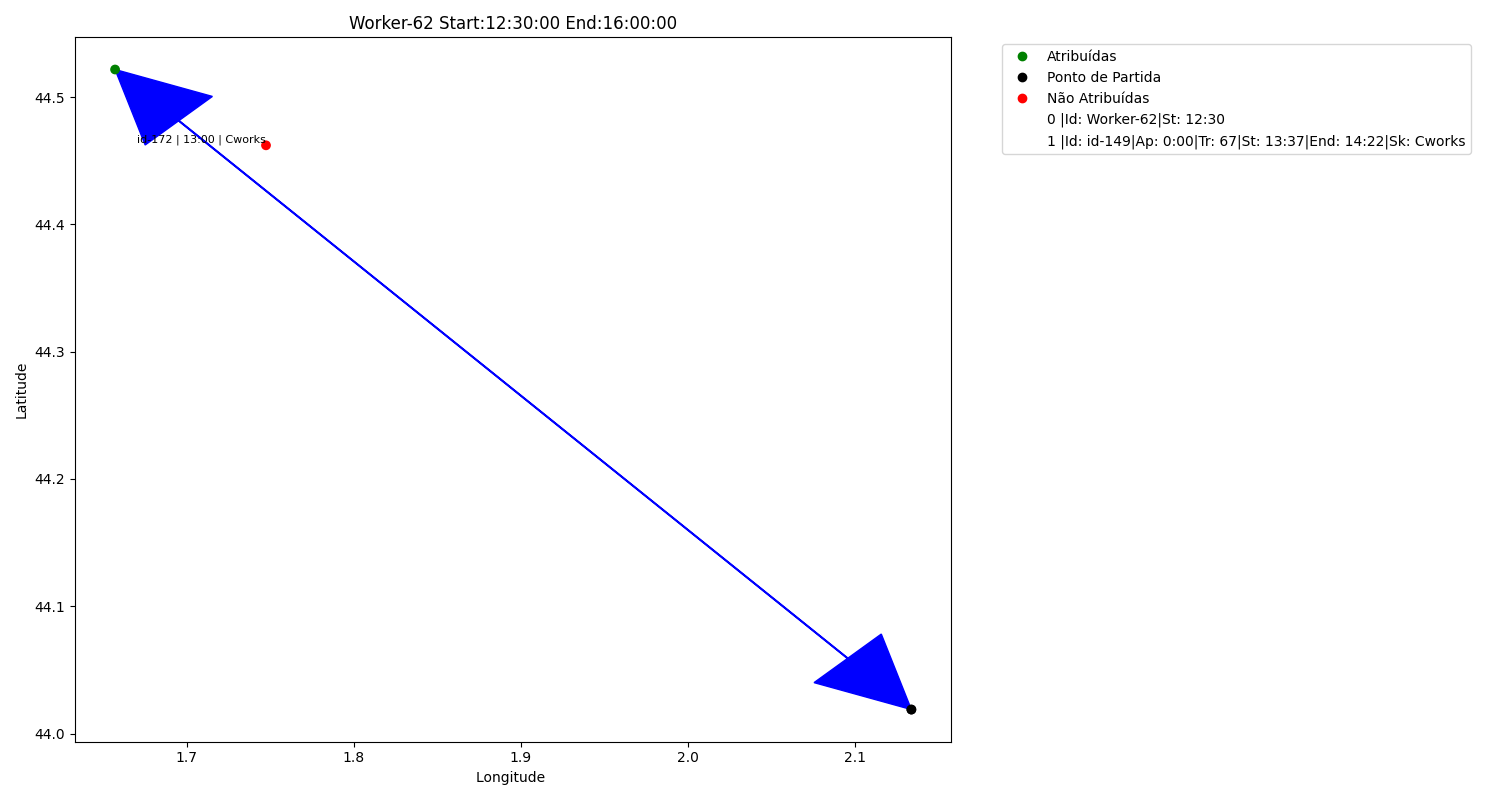 Worker-62 Start:12:30:00 End:16:00:00
Atribuídas
Ponto de Partida
Não Atribuídas
0 |Id: Worker-62|St: 12:30
1 |Id: id-149|Ap: 0:00|Tr: 67|St: 13:37|End: 14:22|Sk: Cworks
44.5
44.4
44.3
44.2
44.1
44.0
Latitude
id-172 | 13:00 | Cworks
1.7
1.8
1.9
2.0
2.1
Longitude